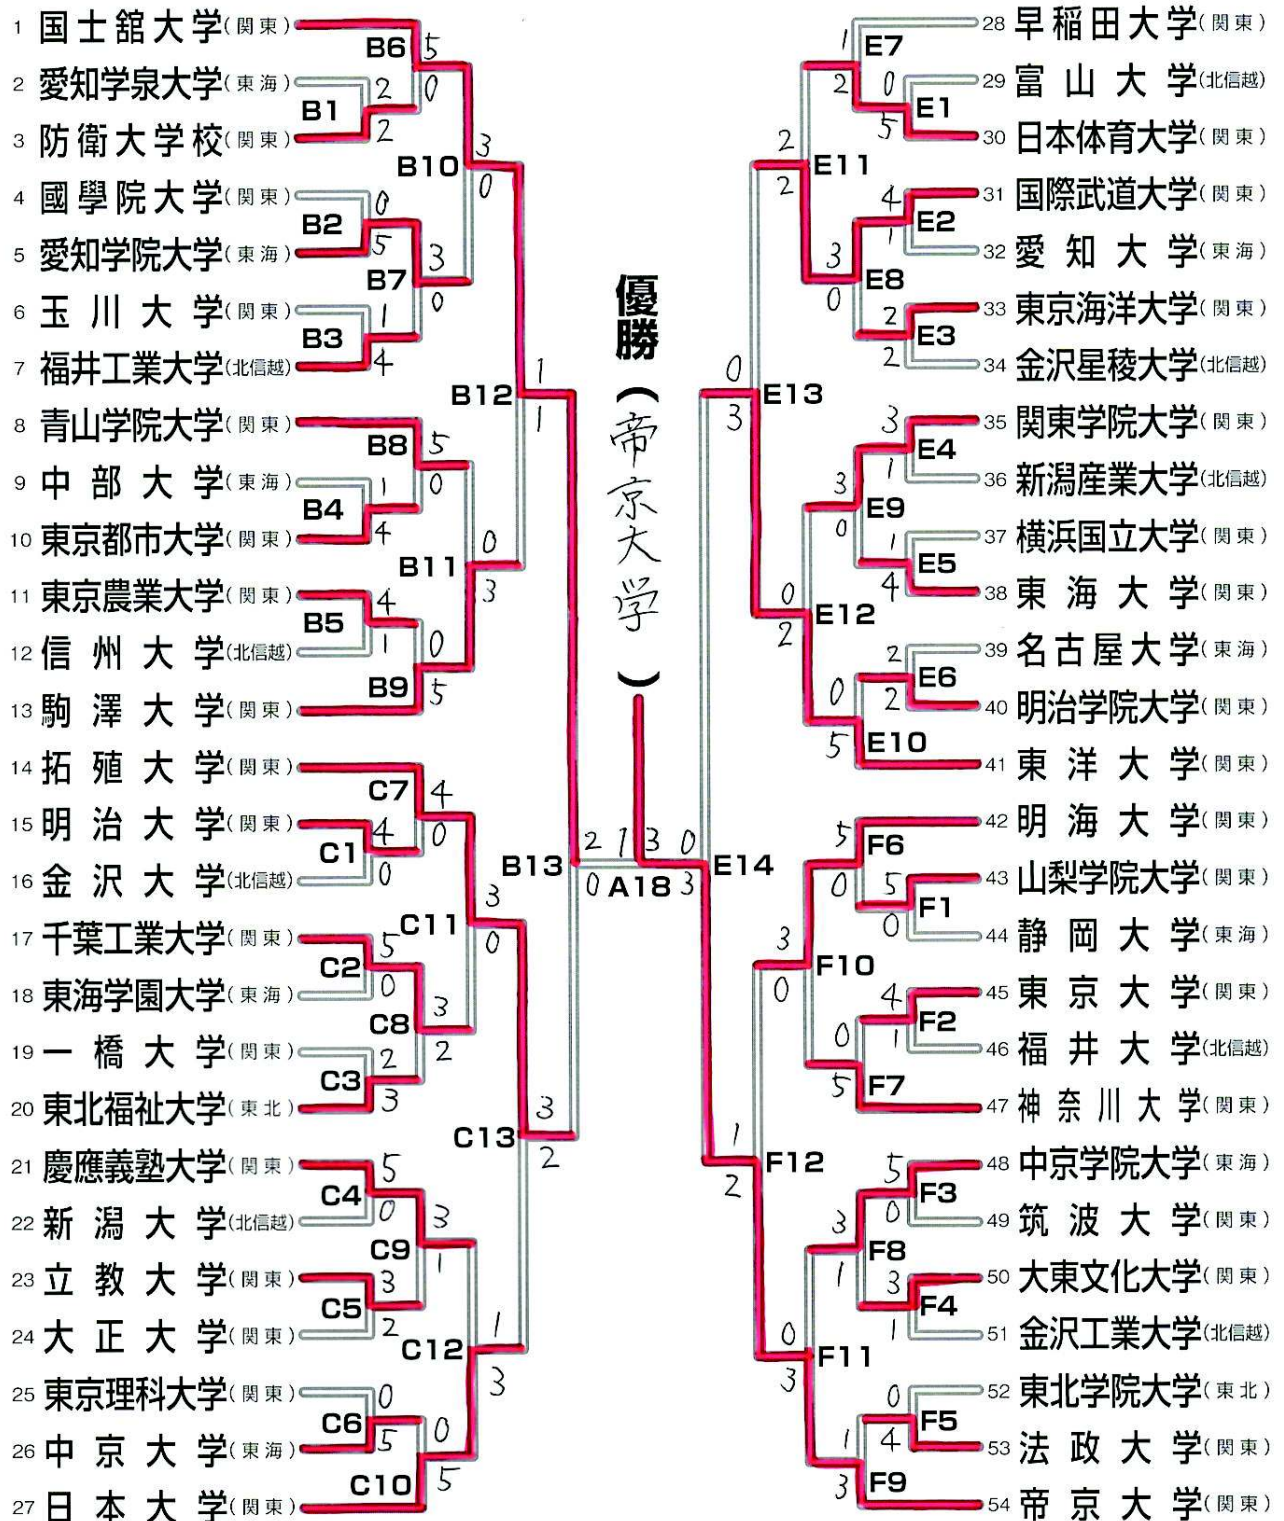 1 国士舘大学(関東)
2 愛知学泉大学(東海)
3 防衛大学校(関東)
4 國學院大学(関東)
5 愛知学院大学(東海)
6 玉川大学(関東)
7 福井工業大学(北信越)
8 青山学院大学(関東)
9 中部大学(東海)
10 東京都市大学(関東)
11 東京農業大学(関東)
12 信州大学(北信越)
13 駒澤大学(関東)
14 拓殖大学(関東)
15 明治大学(関東)
16 金沢大学(北信越)
17 千葉工業大学(関東)
18 東海学園大学(東海)
19 一橋大学(関東)
20 東北福祉大学(東北)
21 慶應義塾大学(関東)
22 新潟大学(北信越)
23 立教大学(関東)
24 大正大学(関東)
25 東京理科大学(関東)
26 中京大学(東海)
27 日本大学(関東)
B6 5 0
B1 2 2
B10 3 0
B2 0 5
B7 3 0
B3 1 4
B12 1 1
B8 5 0
B4 1 4
B11 0 3
B5 4 1
B9 0 5
C7 4 0
C1 4 0
B13 2 0
C11 3 0
C2 5 0
C8 3 2
C3 2 3
C13 3 2
C4 5 0
C9 3 1
C5 3 2
C12 1 3
C6 0 5
C10 0 5
優勝(帝京大学)
1 3
A18
E7 1 2
E1 0 5
E11 2 2
E2 4 1
E8 3 0
E3 2 2
E13 0 3
E4 3 1
E9 3 0
E5 1 4
E12 0 2
E6 2 2
E10 0 5
E14 0 3
F6 5 0
F1 5 0
F10 3 0
F2 4 1
F7 0 5
F12 1 2
F3 5 0
F8 3 1
F4 3 1
F11 0 3
F5 0 4
F9 1 3
28 早稲田大学(関東)
29 富山大学(北信越)
30 日本体育大学(関東)
31 国際武道大学(関東)
32 愛知大学(東海)
33 東京海洋大学(関東)
34 金沢星稜大学(北信越)
35 関東学院大学(関東)
36 新潟産業大学(北信越)
37 横浜国立大学(関東)
38 東海大学(関東)
39 名古屋大学(東海)
40 明治学院大学(関東)
41 東洋大学(関東)
42 明海大学(関東)
43 山梨学院大学(関東)
44 静岡大学(東海)
45 東京大学(関東)
46 福井大学(北信越)
47 神奈川大学(関東)
48 中京学院大学(東海)
49 筑波大学(関東)
50 大東文化大学(関東)
51 金沢工業大学(北信越)
52 東北学院大学(東北)
53 法政大学(関東)
54 帝京大学(関東)